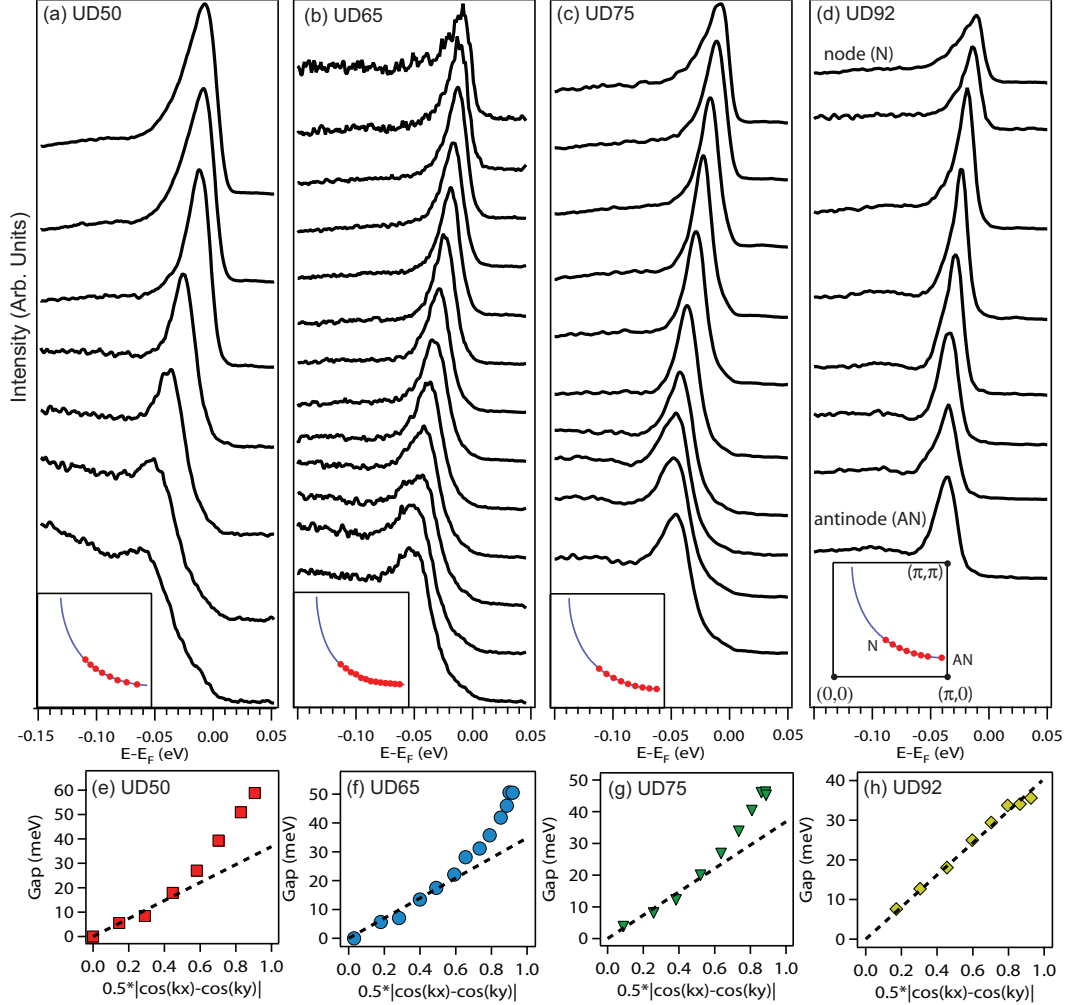 (a) UD50
(b) UD65
(c) UD75
(d) UD92
node (N)
antinode (AN)
Intensity (Arb. Units)
(π,π)
N
AN
(0,0)
(π,0)
-0.15 -0.10 -0.05 0.00 0.05
-0.10 -0.05 0.00 0.05
-0.10 -0.05 0.00 0.05
-0.10 -0.05 0.00 0.05
E-EF (eV)
E-EF (eV)
E-EF (eV)
E-EF (eV)
(e) UD50
Gap (meV)
60
50
40
30
20
10
0
0.0 0.2 0.4 0.6 0.8 1.0
0.5*|cos(kx)-cos(ky)|
(f) UD65
Gap (meV)
50
40
30
20
10
0
0.0 0.2 0.4 0.6 0.8 1.0
0.5*|cos(kx)-cos(ky)|
(g) UD75
Gap (meV)
50
40
30
20
10
0
0.0 0.2 0.4 0.6 0.8 1.0
0.5*|cos(kx)-cos(ky)|
(h) UD92
Gap (meV)
40
30
20
10
0
0.0 0.2 0.4 0.6 0.8 1.0
0.5*|cos(kx)-cos(ky)|